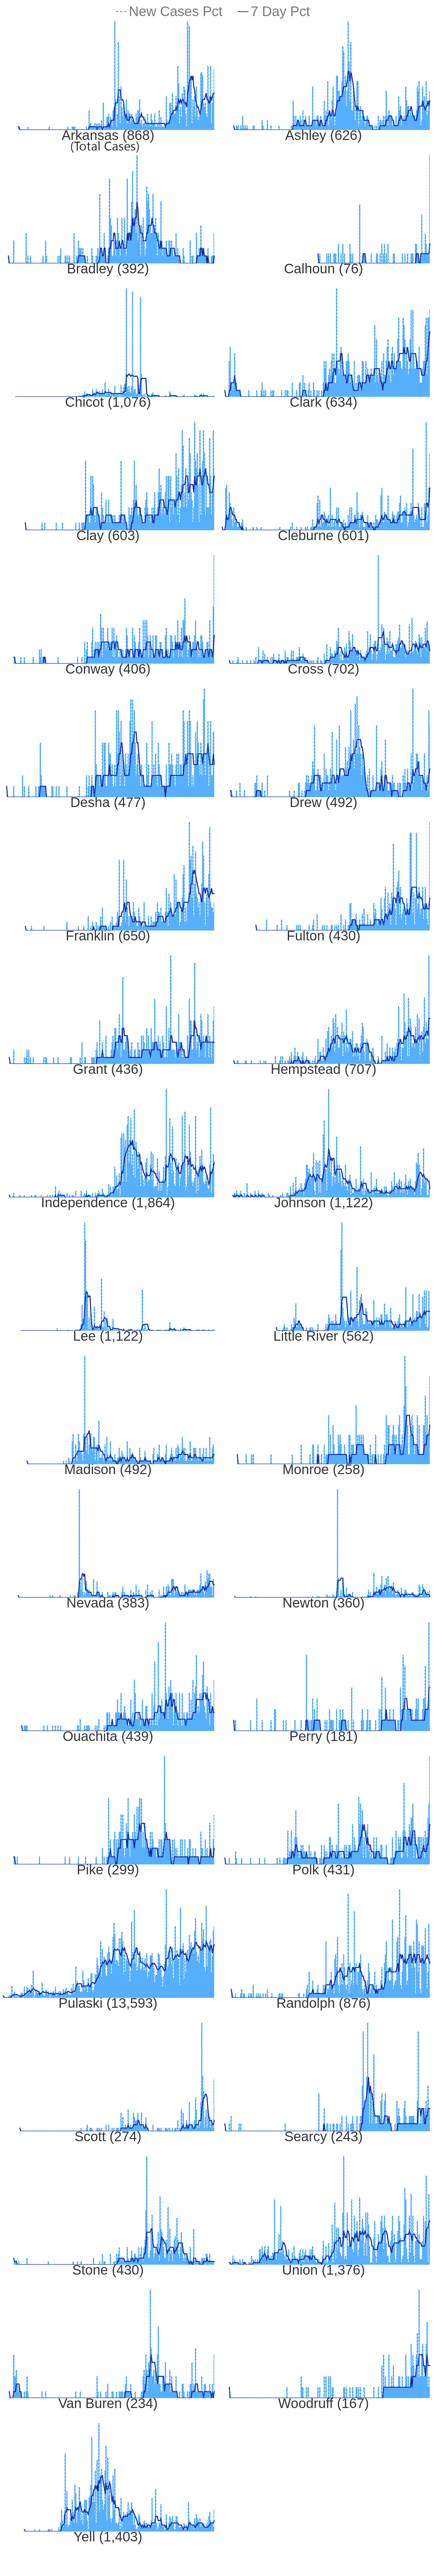 New Cases Pct 7 Day Pct
Arkansas (868) Ashley (626)
(Total Cases)
Bradley (392) Calhoun (76)
Chicot (1,076) Clark (634)
Clay (603) Cleburne (601)
Conway (406) Cross (702)
Desha (477) Drew (492)
Franklin (650) Fulton (430)
Grant (436) Hempstead (707)
Independence (1,864) Johnson (1,122)
Lee (1,122) Little River (562)
Madison (492) Monroe (258)
Nevada (383) Newton (360)
Ouachita (439) Perry (181)
Pike (299) Polk (431)
Pulaski (13,593) Randolph (876)
Scott (274) Searcy (243)
Stone (430) Union (1,376)
Van Buren (234) Woodruff (167)
Yell (1,403)